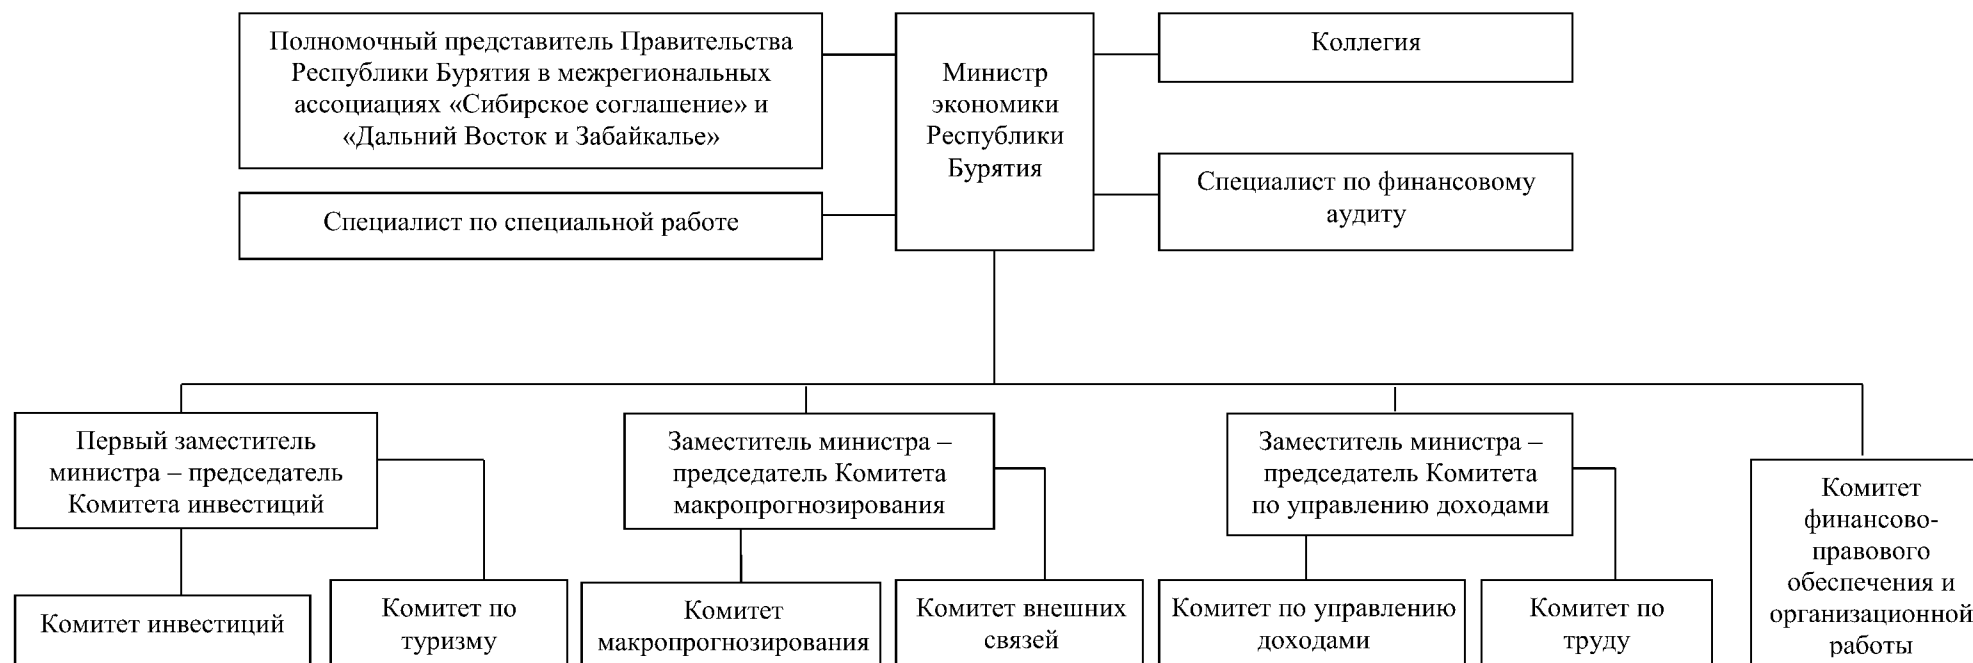 Полномочный представитель Правительства
Республики Бурятия в межрегиональных
ассоциациях «Сибирское соглашение» и
«Дальний Восток и Забайкалье»
Специалист по специальной работе
Министр
экономики
Республики
Бурятия
Коллегия
Специалист по финансовому
аудиту
Первый заместитель
министра – председатель
Комитета инвестиций
Заместитель министра –
председатель Комитета
макропрогнозирования
Заместитель министра –
председатель Комитета
по управлению доходами
Комитет инвестиций
Комитет по
туризму
Комитет
макропрогнозирования
Комитет внешних
связей
Комитет по управлению
доходами
Комитет по
труду
Комитет
финансово-
правового
обеспечения и
организационной
работы